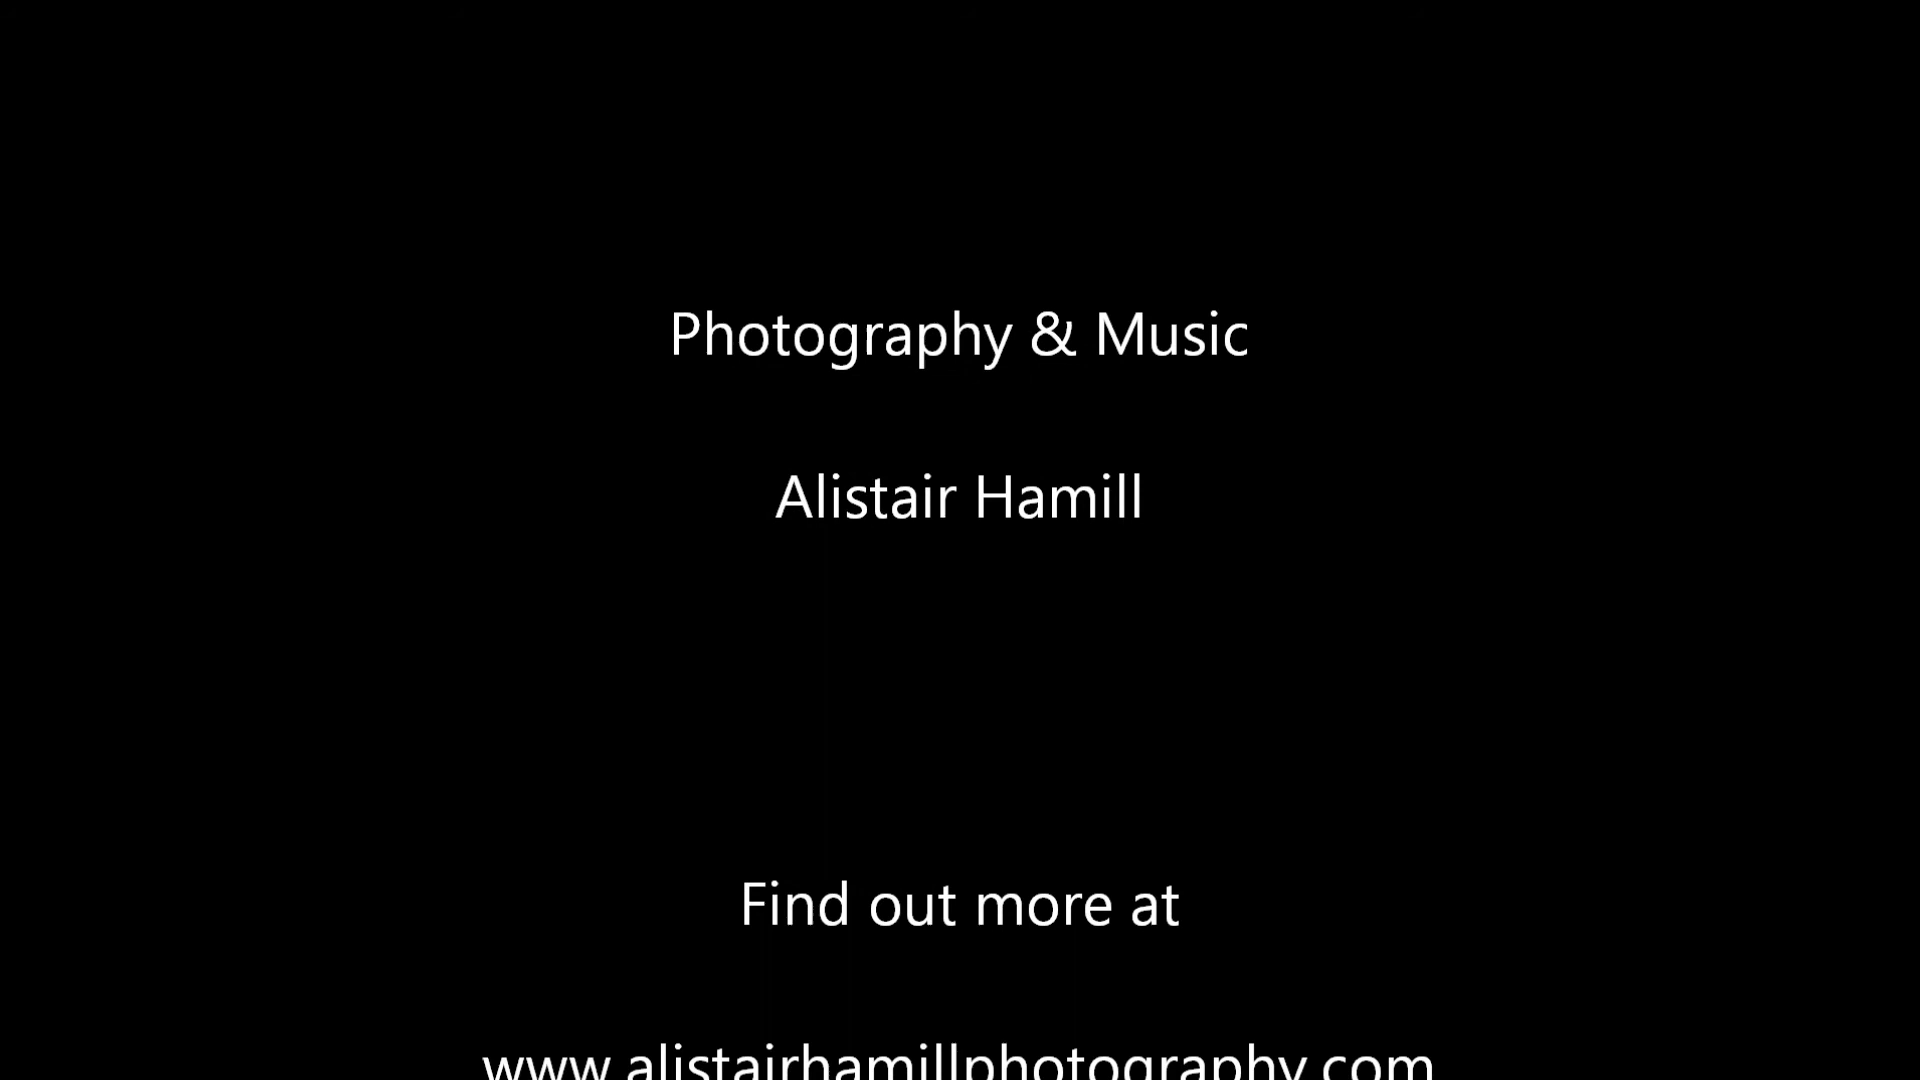 Photography & Music
Alistair Hamill
Find out more at
www.alistairhamillphotography.com